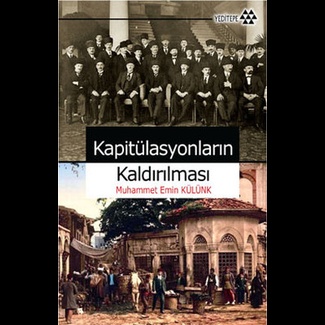 YEDİTEPE
Kapitülasyonların
Kaldırılması
Muhammet Emin KÜLÜNK